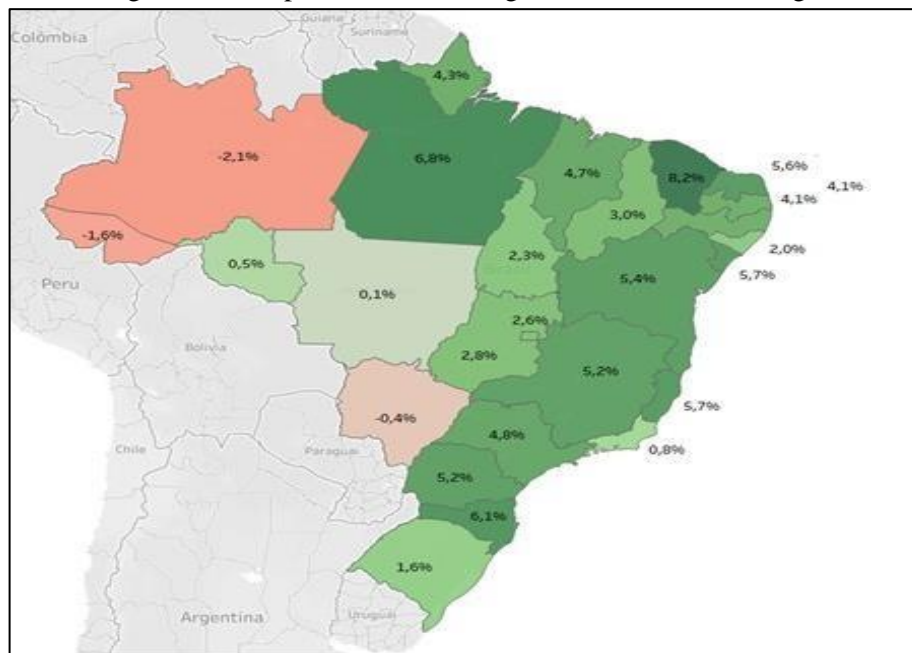 Guiana
Colômbia
Suriname
4,3%
-2,1%
6,8%
4,7%
8,2%
5,6%
4,1%
4,1%
3,0%
-1,6%
2,0%
0,5%
2,3%
5,4%
5,7%
Peru
0,1%
2,6%
Bolívia
2,8%
5,2%
5,7%
-0,4%
4,8%
Chile
Paraguai
0,8%
5,2%
6,1%
1,6%
Argentina
Uruguai